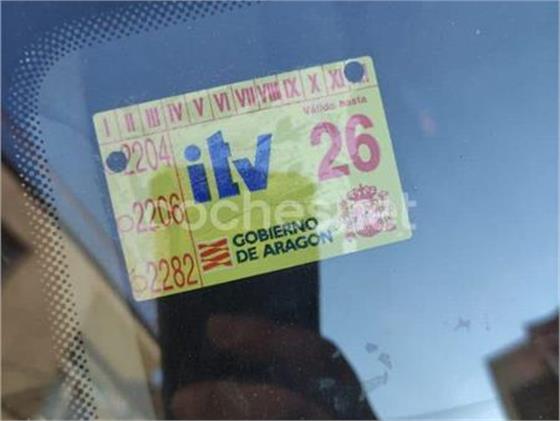 I II III IV V VI VII VIII IX X XI
Válido hasta
2204
itv
26
2206
coches.net
GOBIERNO
DE ARAGON
2282